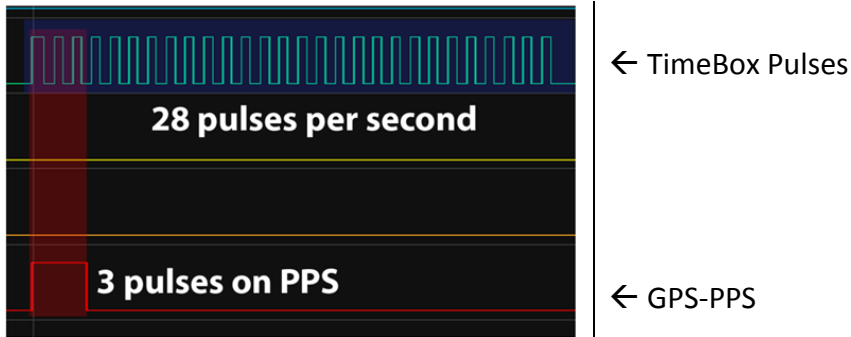 ← TimeBox Pulses
28 pulses per second
3 pulses on PPS
← GPS-PPS